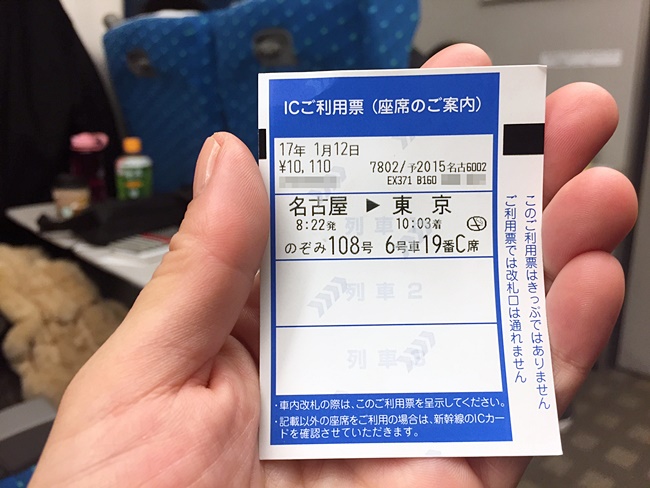 ICご利用票（座席のご案内）
17年 1月12日
¥10,110 7802/予2015名古6002
EX371 B160
名古屋 ▶ 東京
8:22発 10:03着
のぞみ108号 6号車19番C席
列車2
列車3
・車内改札の際は、このご利用票を呈示してください。
・記載以外の座席をご利用の場合は、新幹線のICカー
ドを確認させていただきます。
このご利用票はきっぷではありません
ご利用票では改札口は通れません